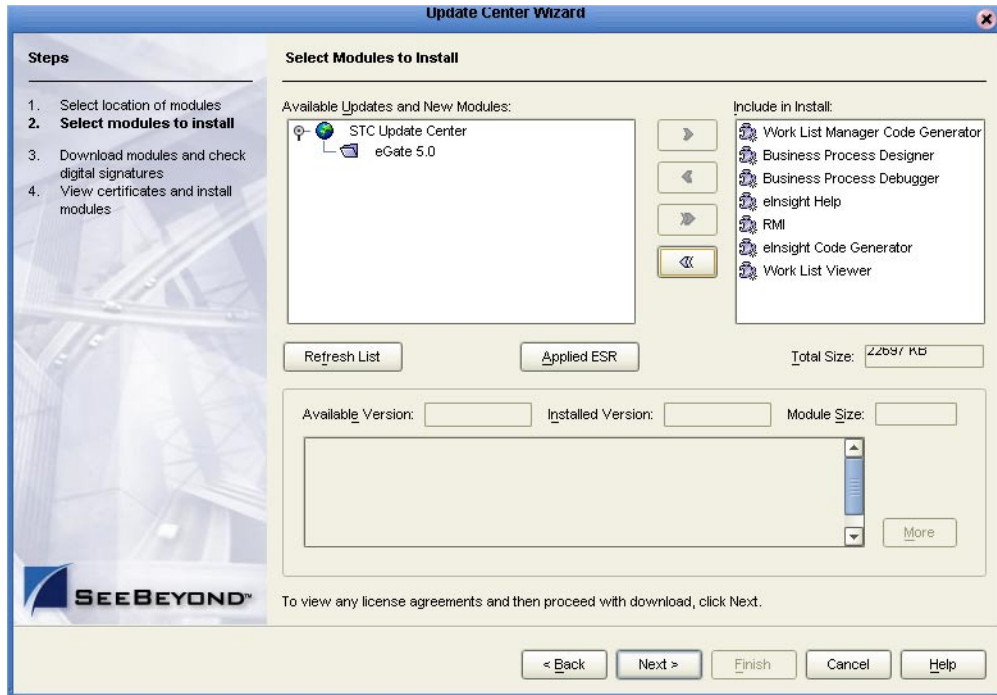 Update Center Wizard
Steps
1. Select location of modules
2. Select modules to install
3. Download modules and check
digital signatures
4. View certificates and install
modules
SEEBEYOND™
Select Modules to Install
Available Updates and New Modules:
STC Update Center
eGate 5.0
Include in Install:
Work List Manager Code Generator
Business Process Designer
Business Process Debugger
eInsight Help
RMI
eInsight Code Generator
Work List Viewer
Refresh List
Applied ESR
Total Size: 22697 KB
Available Version:
Installed Version:
Module Size:
More
To view any license agreements and then proceed with download, click Next.
< Back
Next >
Finish
Cancel
Help